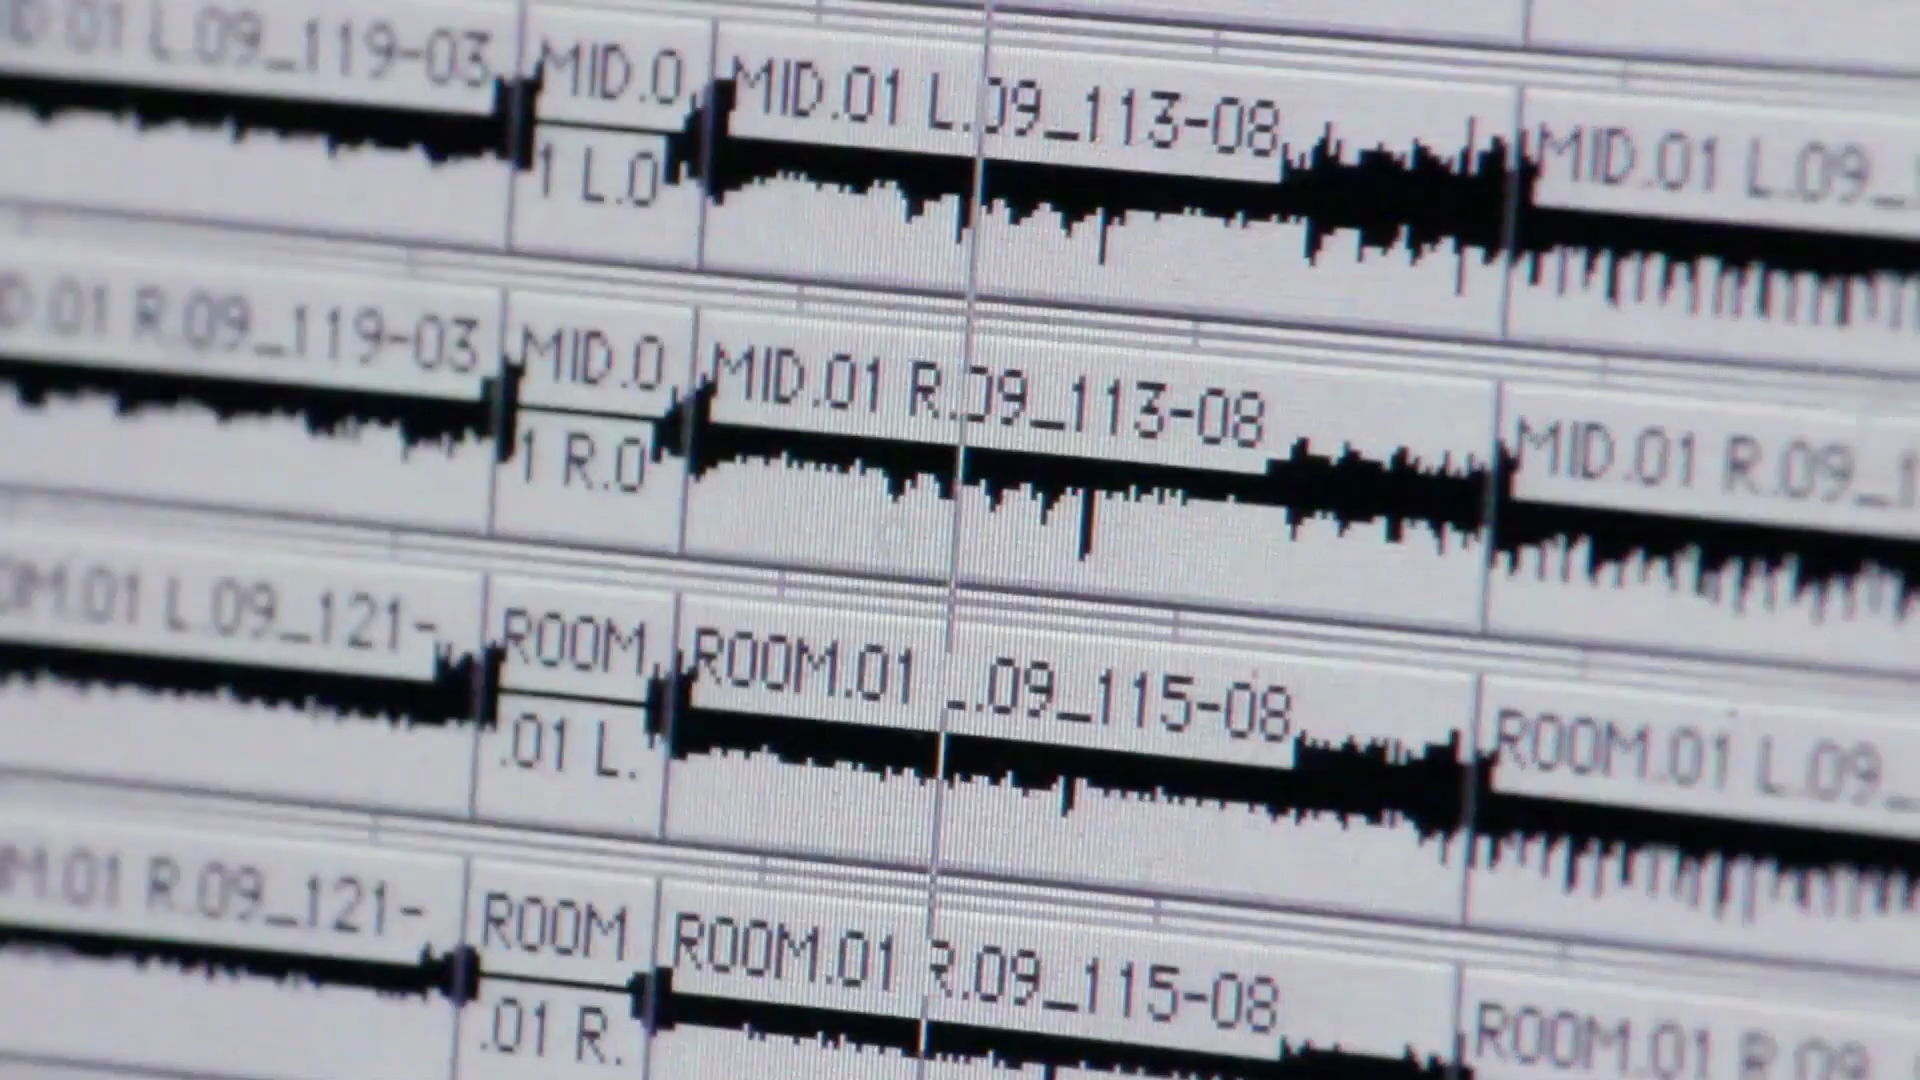 .01 L.09_119-03 MID.0 MID.01 L.09_113-08 MID.01 L.09_
1 L.0
.01 R.09_119-03 MID.0 MID.01 R.09_113-08 MID.01 R.09_1
1 R.0
OM.01 L.09_121- ROOM ROOM.01 L.09_115-08 ROOM.01 L.09_
.01 L.
M.01 R.09_121- ROOM ROOM.01 R.09_115-08 ROOM.01 R.09
.01 R.